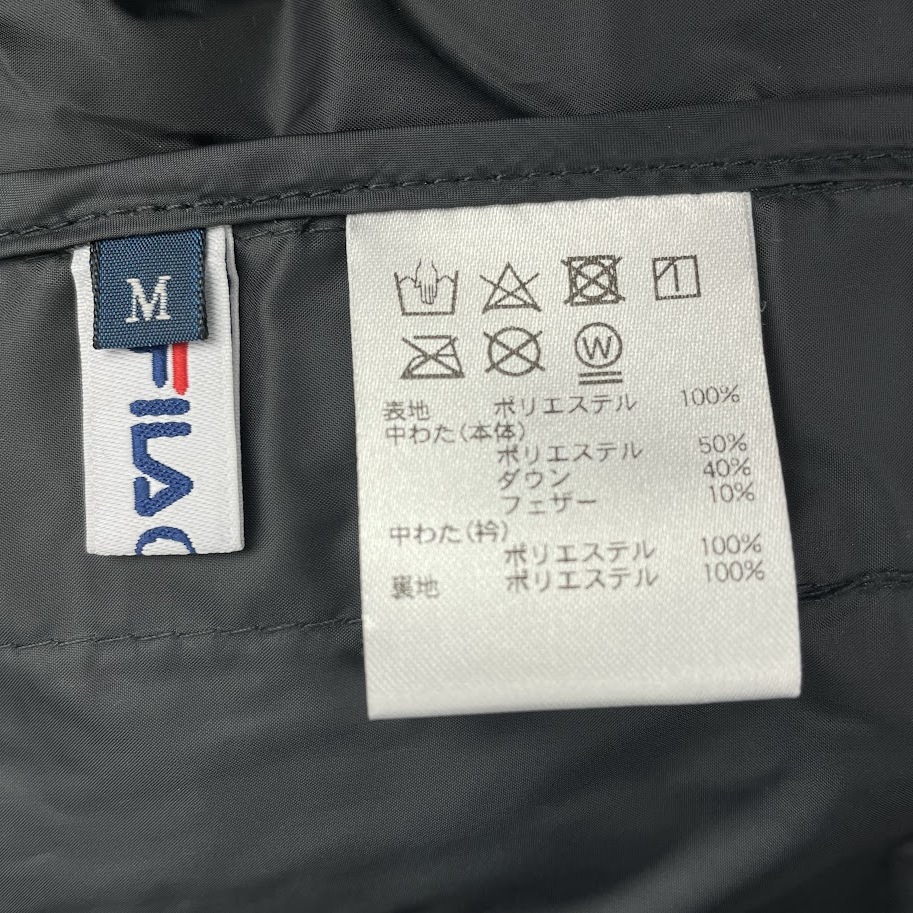 M
FILA
W
表地 ポリエステル 100%
中わた(本体)
ポリエステル 50%
ダウン 40%
フェザー 10%
中わた(衿)
ポリエステル 100%
裏地 ポリエステル 100%